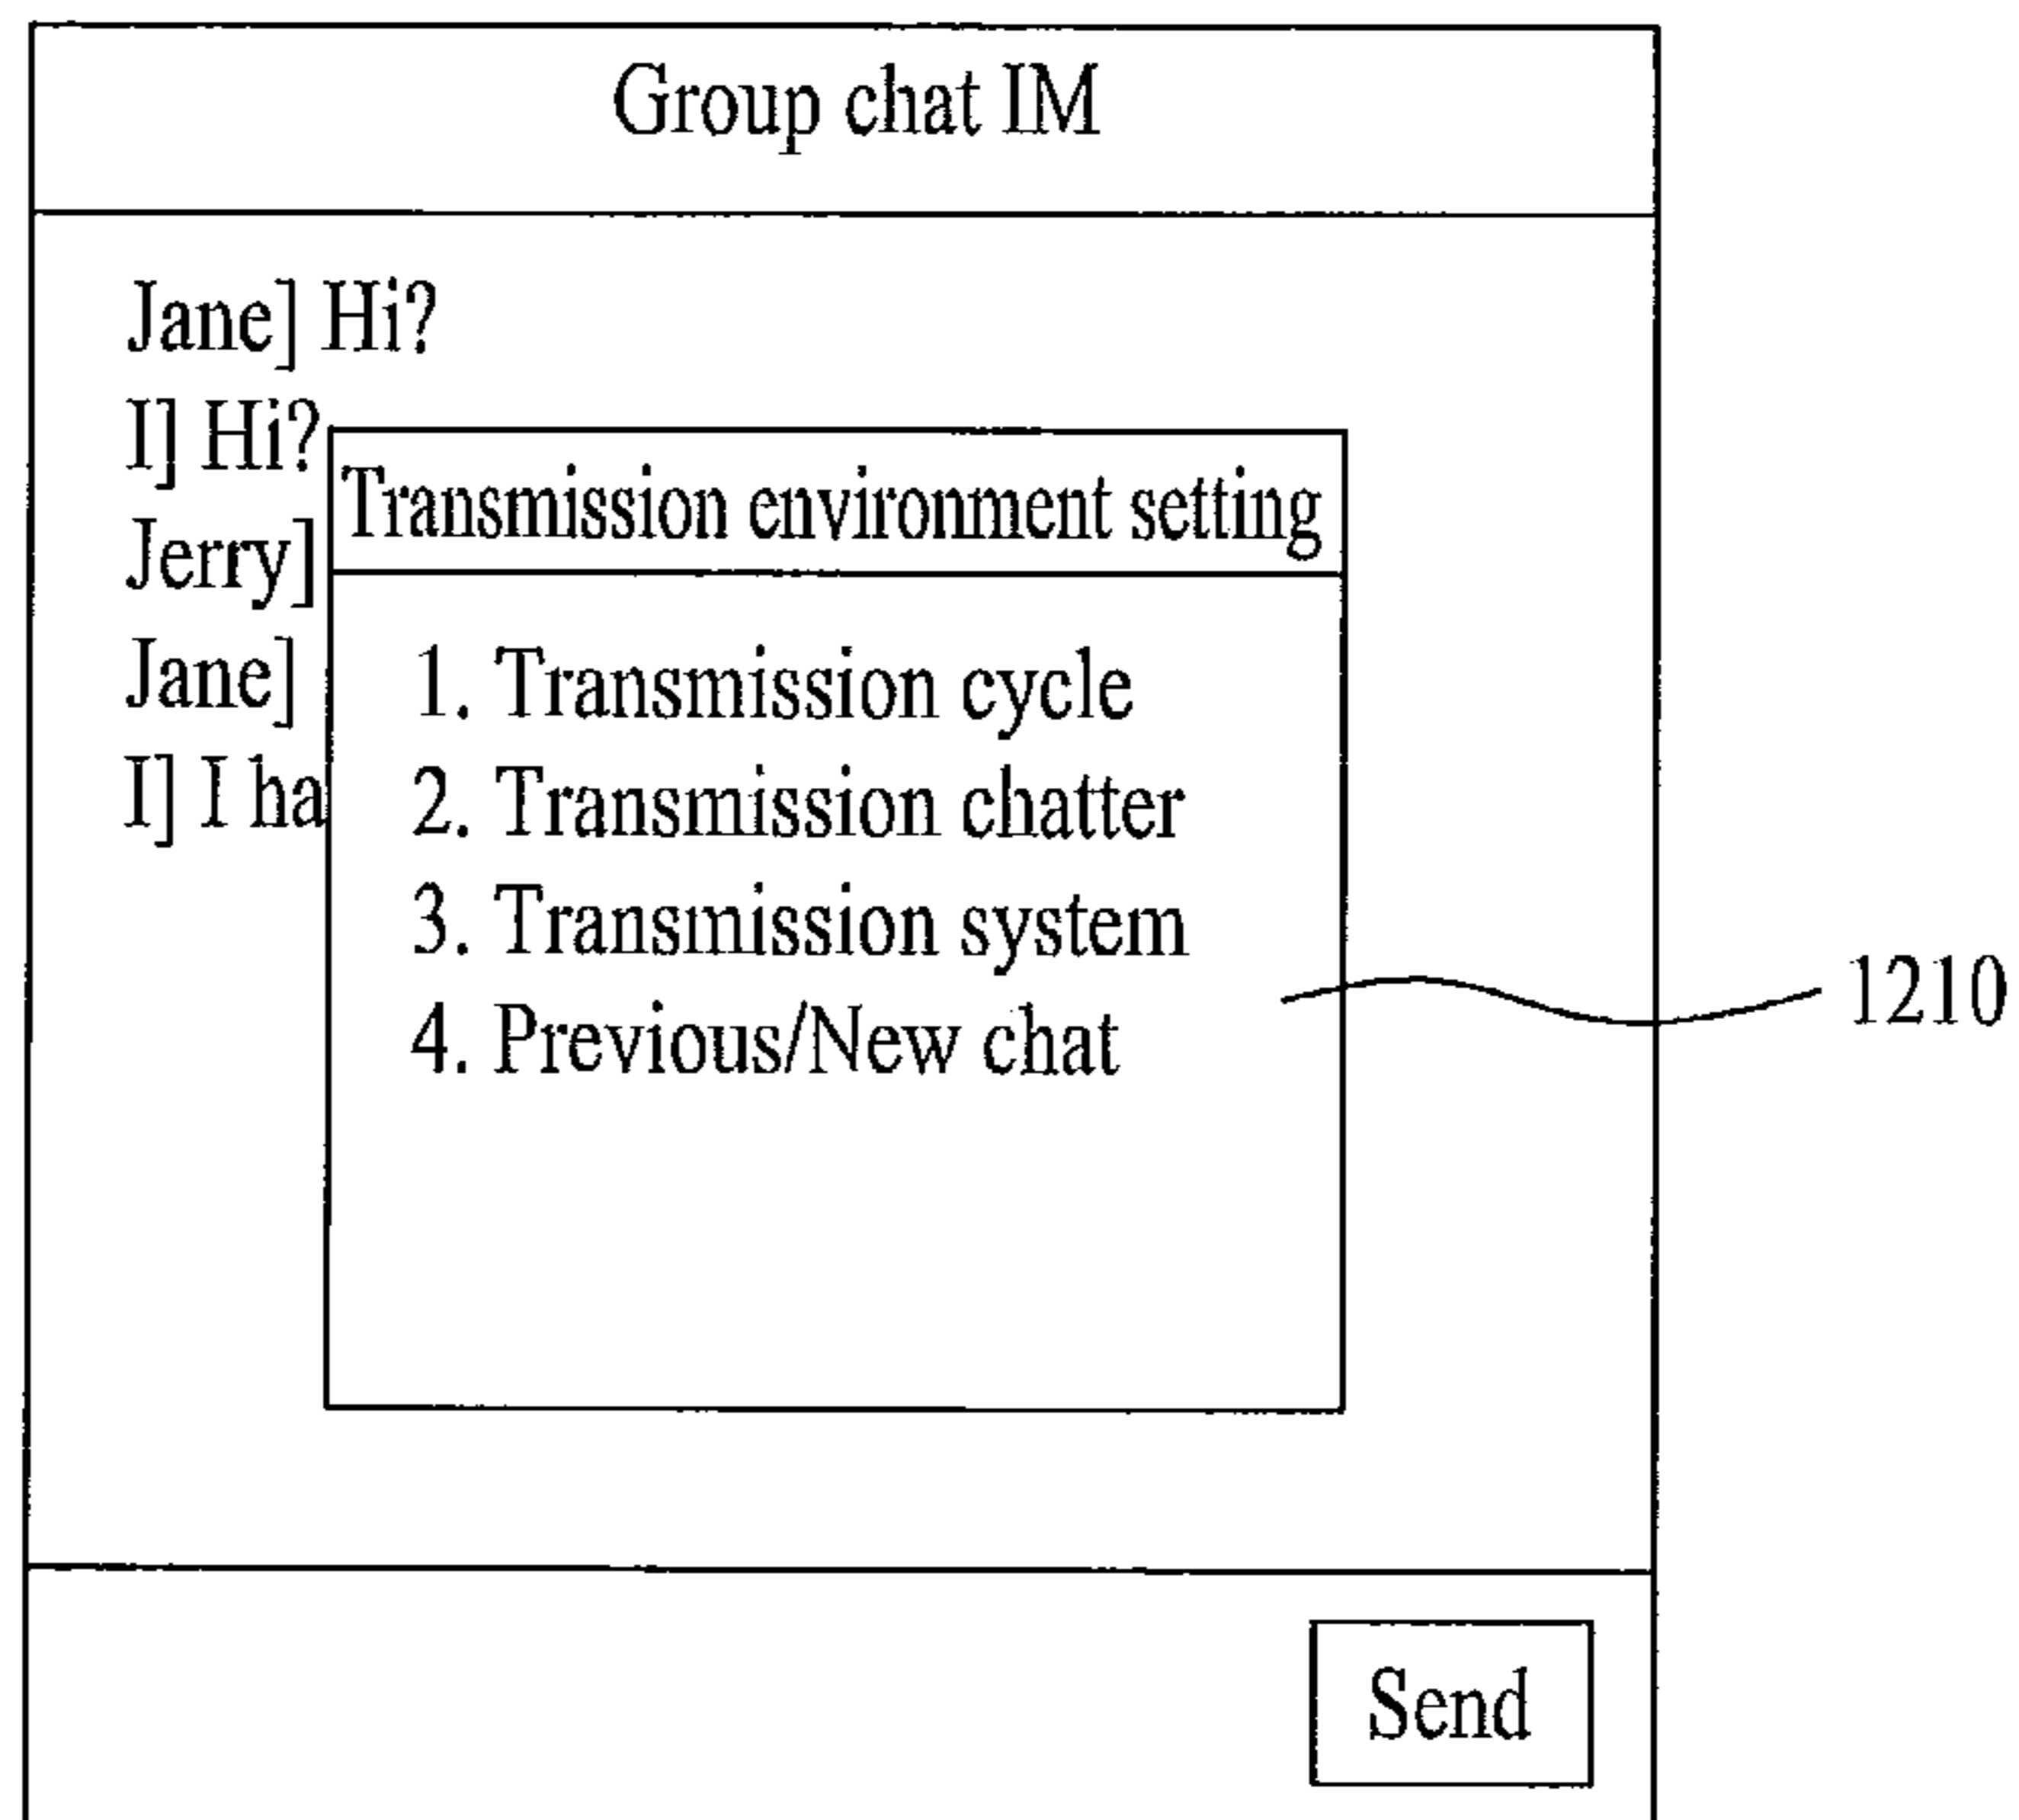 Group chat IM
Jane] Hi?
I] Hi?
Jerry]
Jane]
I] I ha
Transmission environment setting
1. Transmission cycle
2. Transmission chatter
3. Transmission system
4. Previous/New chat
1210
Send